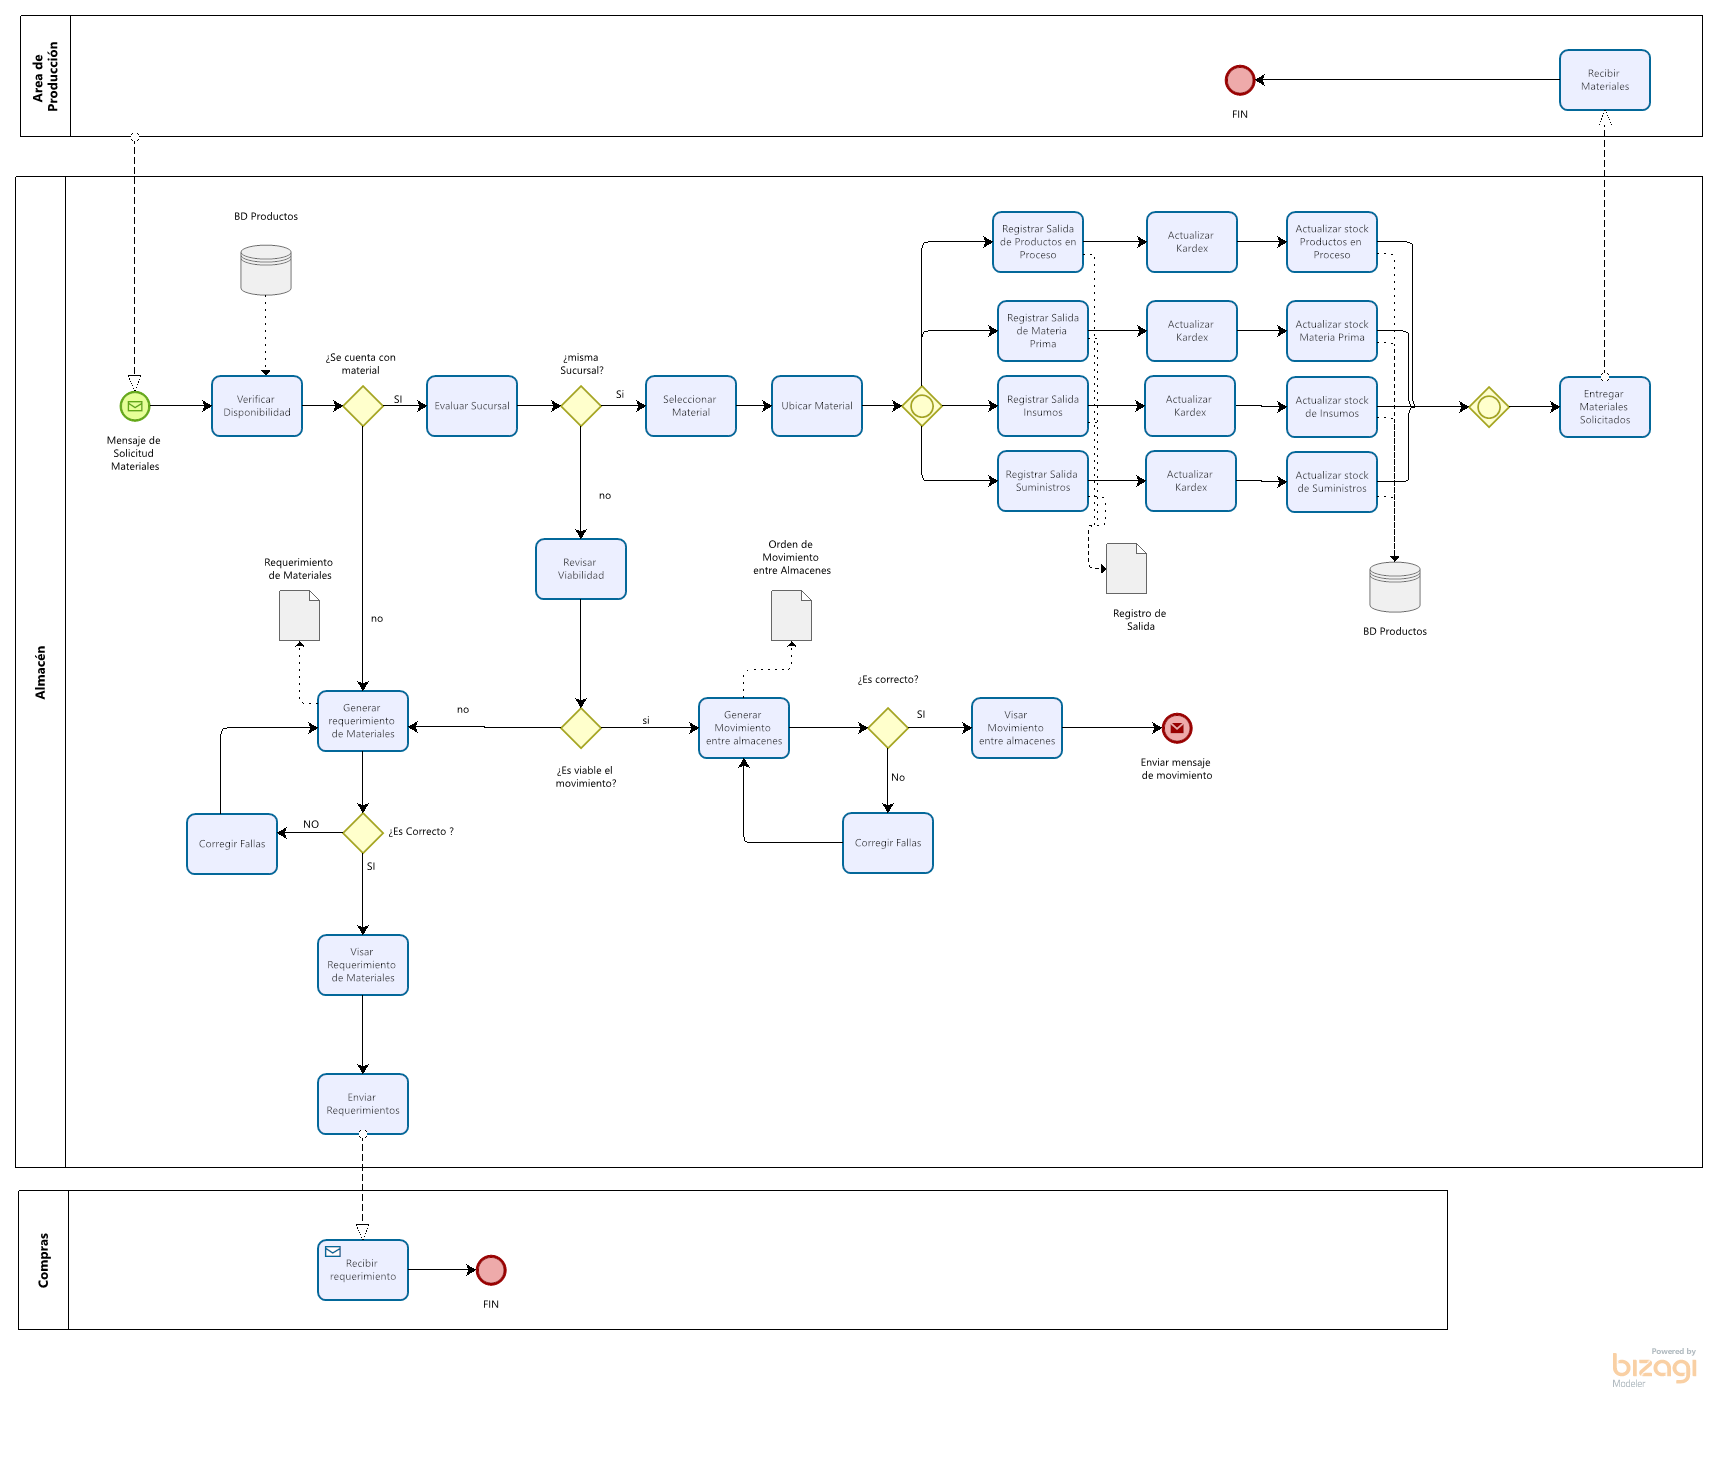 Area de
Producción
Recibir
Materiales
FIN
Almacén
BD Productos
Registrar Salida
de Productos en
Proceso
Actualizar
Kardex
Actualizar stock
Productos en
Proceso
Registrar Salida
de Materia
Prima
Actualizar
Kardex
Actualizar stock
Materia Prima
¿Se cuenta con
material
¿misma
Sucursal?
Mensaje de
Solicitud
Materiales
Verificar
Disponibilidad
SI
Evaluar Sucursal
Si
Seleccionar
Material
Ubicar Material
Registrar Salida
Insumos
Actualizar
Kardex
Actualizar stock
de Insumos
Entregar
Materiales
Solicitados
Registrar Salida
Suministros
Actualizar
Kardex
Actualizar stock
de Suministros
no
Revisar
Viabilidad
Orden de
Movimiento
entre Almacenes
Requerimiento
de Materiales
Registro de
Salida
BD Productos
no
Generar
requerimiento
de Materiales
no
si
¿Es viable el
movimiento?
Generar
Movimiento
entre almacenes
¿Es correcto?
SI
Visar
Movimiento
entre almacenes
Enviar mensaje
de movimiento
No
Corregir Fallas
Corregir Fallas
NO
¿Es Correcto ?
SI
Visar
Requerimiento
de Materiales
Enviar
Requerimientos
Compras
Recibir
requerimiento
FIN
Powered by
bizagi
Modeler